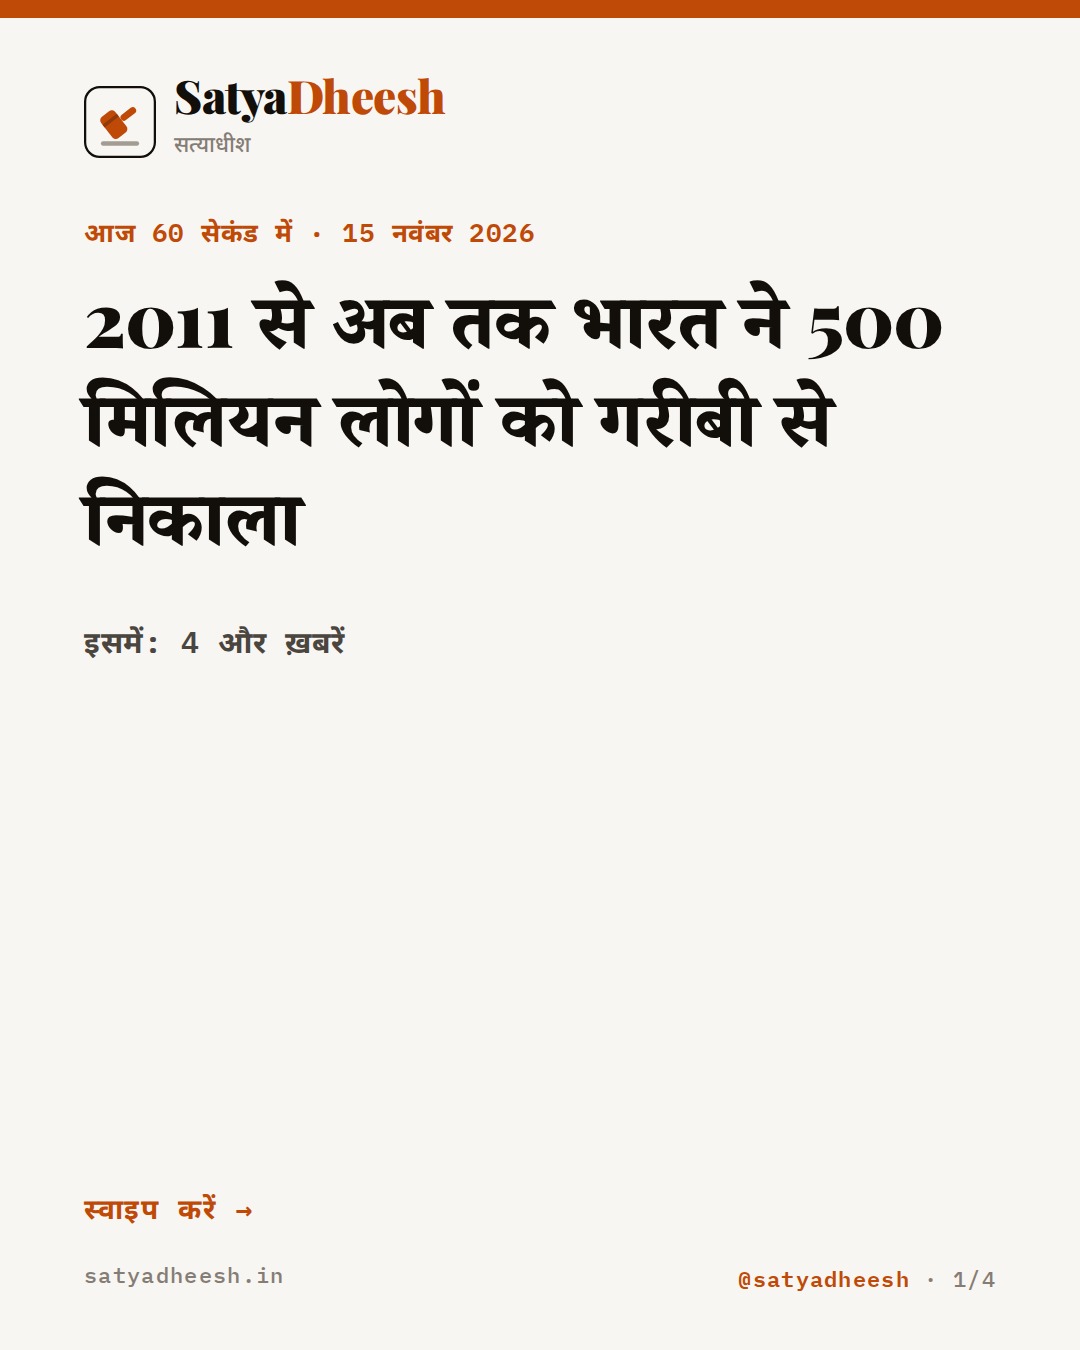 SatyaDheesh
सत्याधीश
आज 60 सेकंड में · 15 नवंबर 2026
2011 से अब तक भारत ने 500
मिलियन लोगों को गरीबी से
निकाला
इसमें: 4 और ख़बरें
स्वाइप करें →
satyadheesh.in
@satyadheesh · 1/4